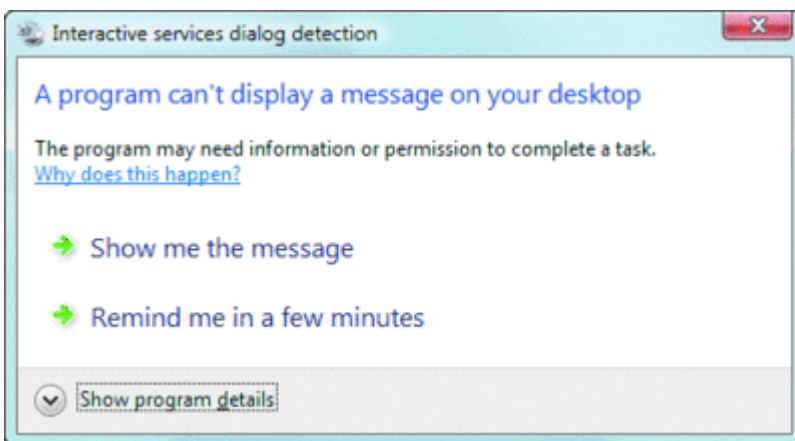 Interactive services dialog detection
A program can't display a message on your desktop
The program may need information or permission to complete a task.
Why does this happen?
Show me the message
Remind me in a few minutes
Show program details